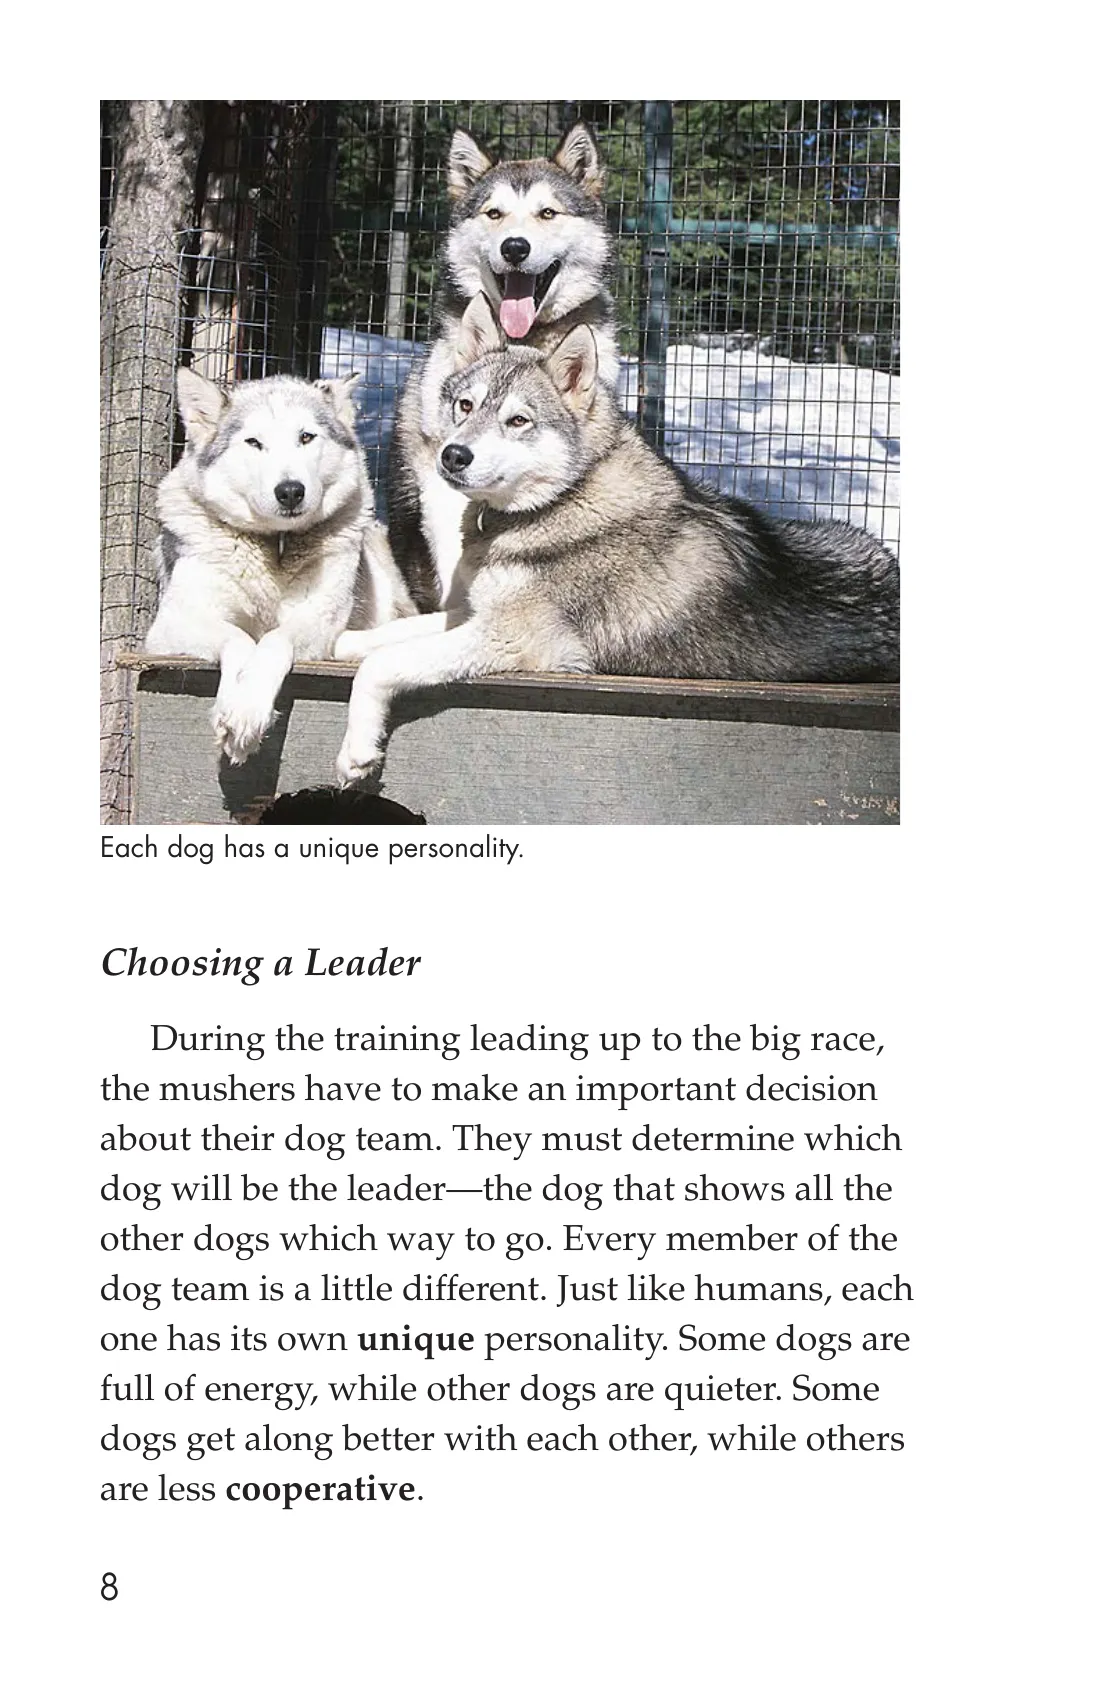 Each dog has a unique personality.
Choosing a Leader
During the training leading up to the big race,
the mushers have to make an important decision
about their dog team. They must determine which
dog will be the leader—the dog that shows all the
other dogs which way to go. Every member of the
dog team is a little different. Just like humans, each
one has its own unique personality. Some dogs are
full of energy, while other dogs are quieter. Some
dogs get along better with each other, while others
are less cooperative.
8